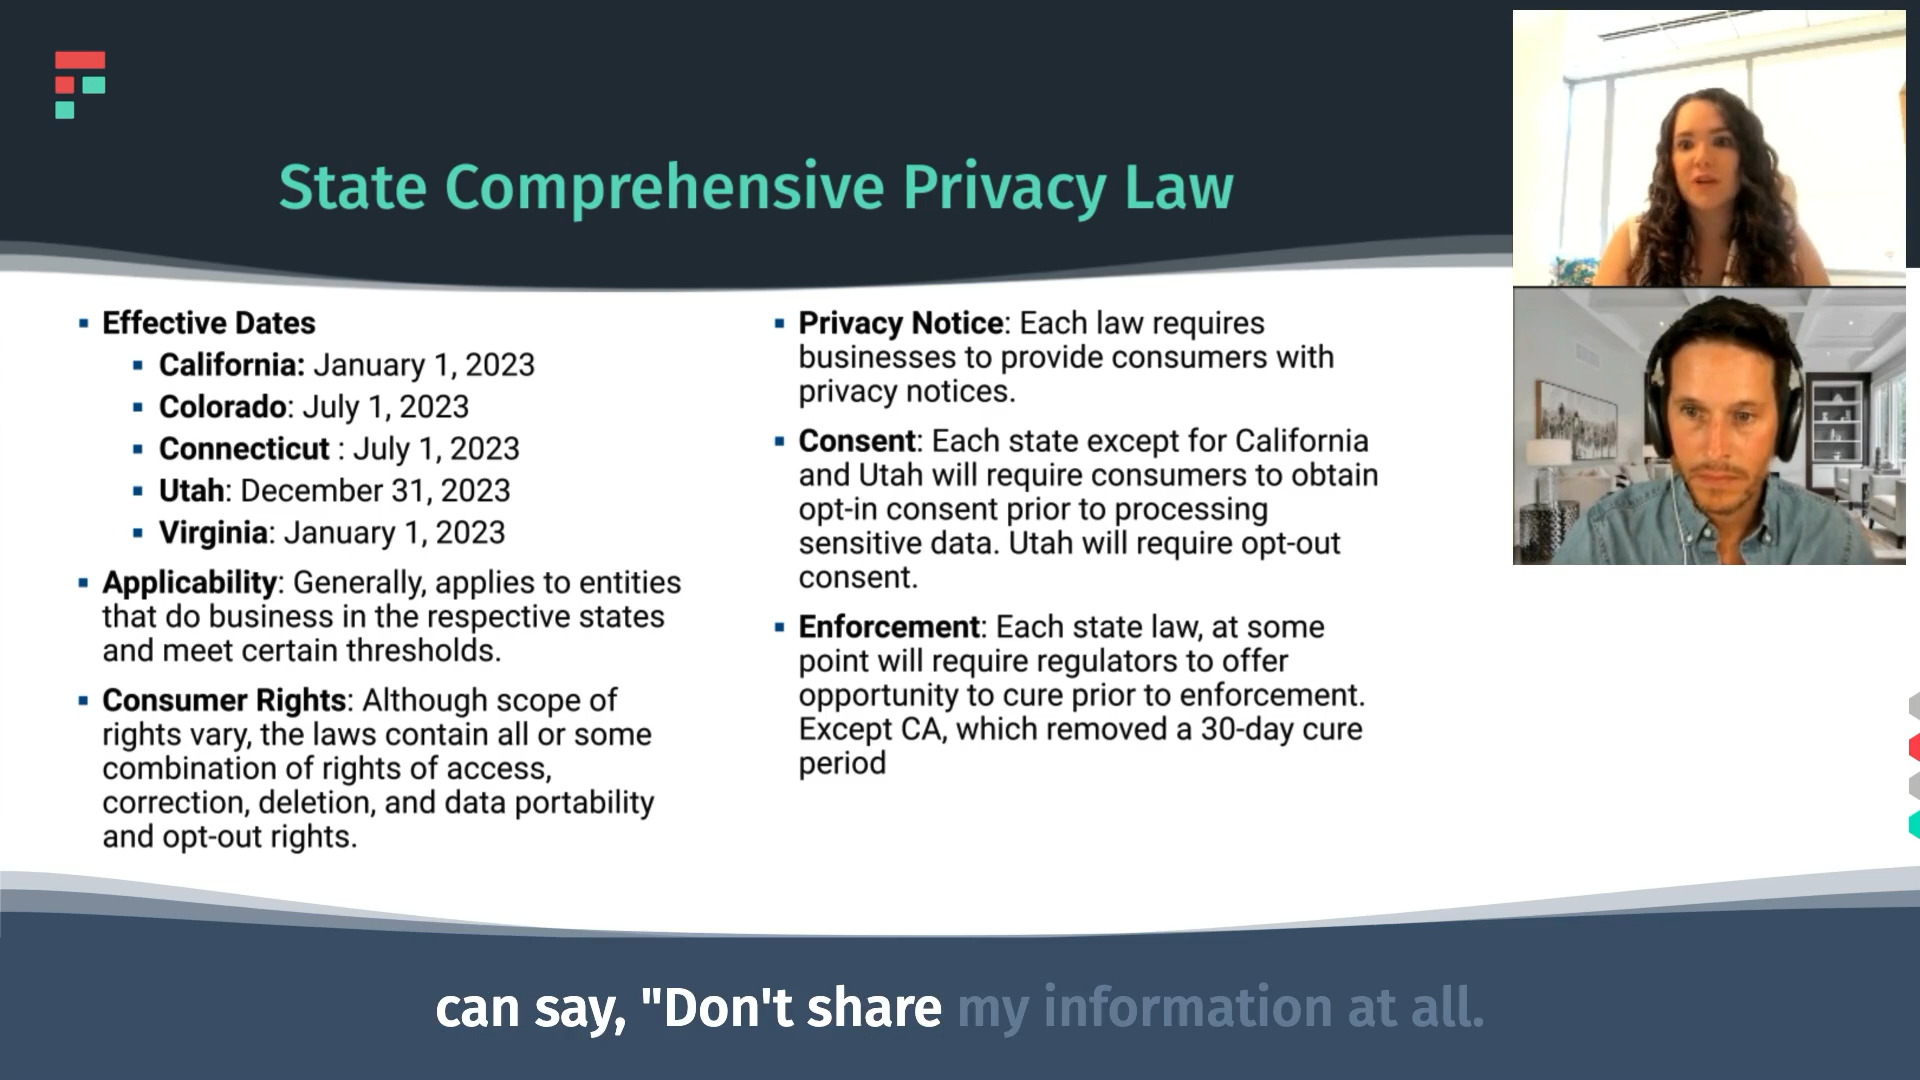 State Comprehensive Privacy Law
▪ Effective Dates
▪ California: January 1, 2023
▪ Colorado: July 1, 2023
▪ Connecticut : July 1, 2023
▪ Utah: December 31, 2023
▪ Virginia: January 1, 2023
▪ Applicability: Generally, applies to entities
that do business in the respective states
and meet certain thresholds.
▪ Consumer Rights: Although scope of
rights vary, the laws contain all or some
combination of rights of access,
correction, deletion, and data portability
and opt-out rights.
▪ Privacy Notice: Each law requires
businesses to provide consumers with
privacy notices.
▪ Consent: Each state except for California
and Utah will require consumers to obtain
opt-in consent prior to processing
sensitive data. Utah will require opt-out
consent.
▪ Enforcement: Each state law, at some
point will require regulators to offer
opportunity to cure prior to enforcement.
Except CA, which removed a 30-day cure
period
can say, "Don't share my information at all.